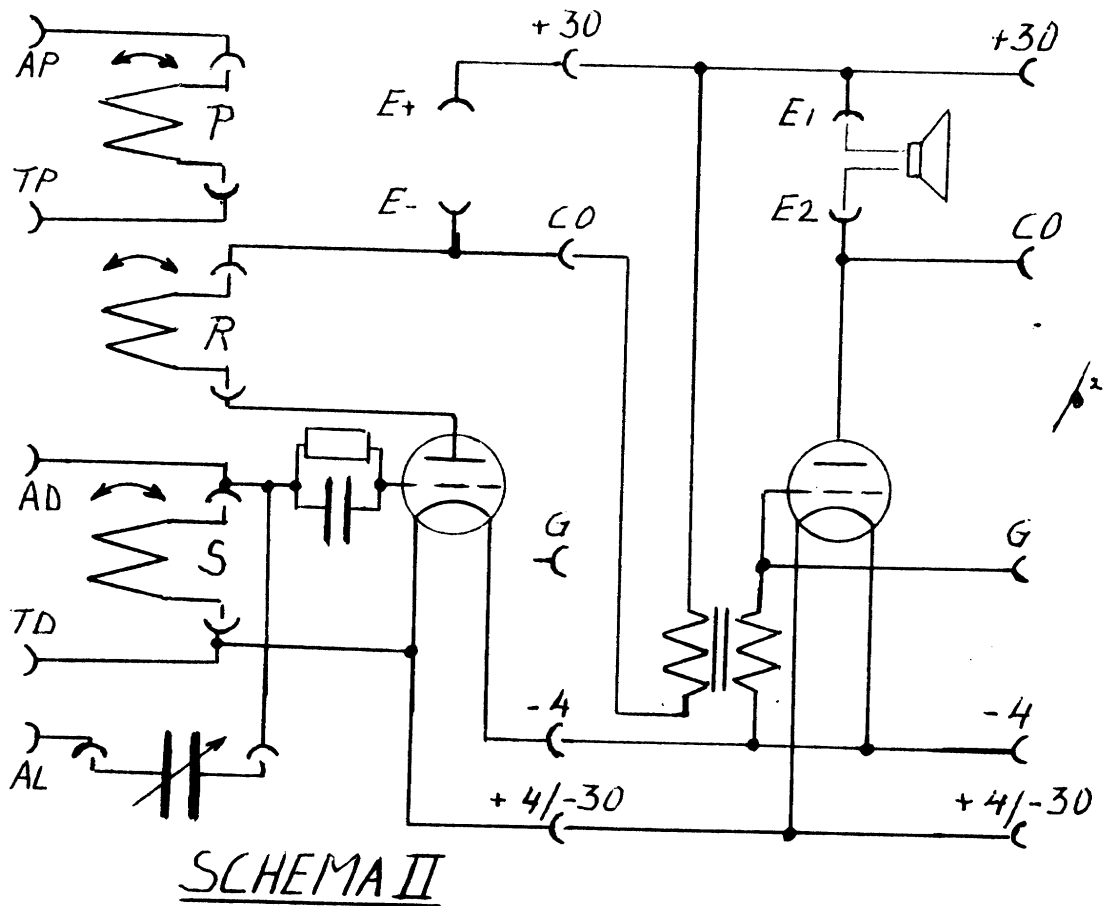 +30
+30
AP
P
E+
E1
TP
E-
CO
E2
CO
R
AD
S
G
G
TD
-4
-4
AL
+4/-30
+4/-30
SCHEMA II